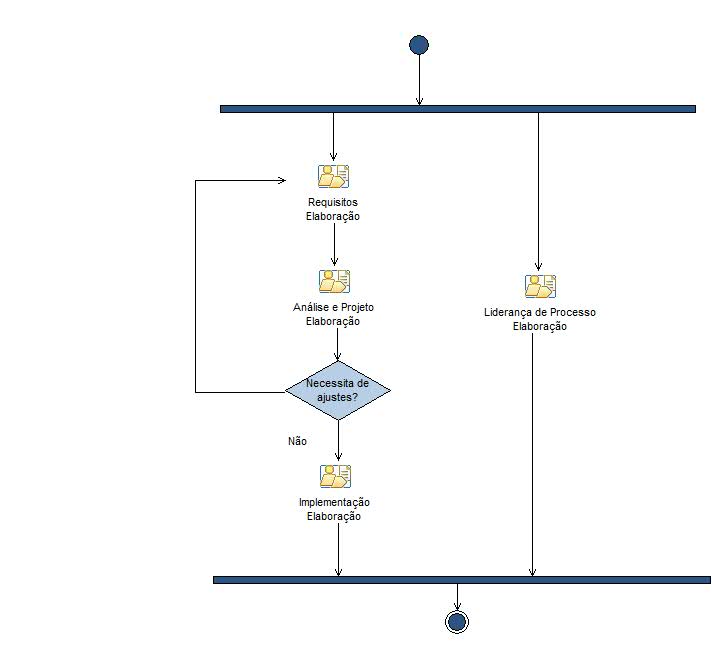 Requisitos
Elaboração
Análise e Projeto
Elaboração
Liderança de Processo
Elaboração
Necessita de
ajustes?
Não
Implementação
Elaboração